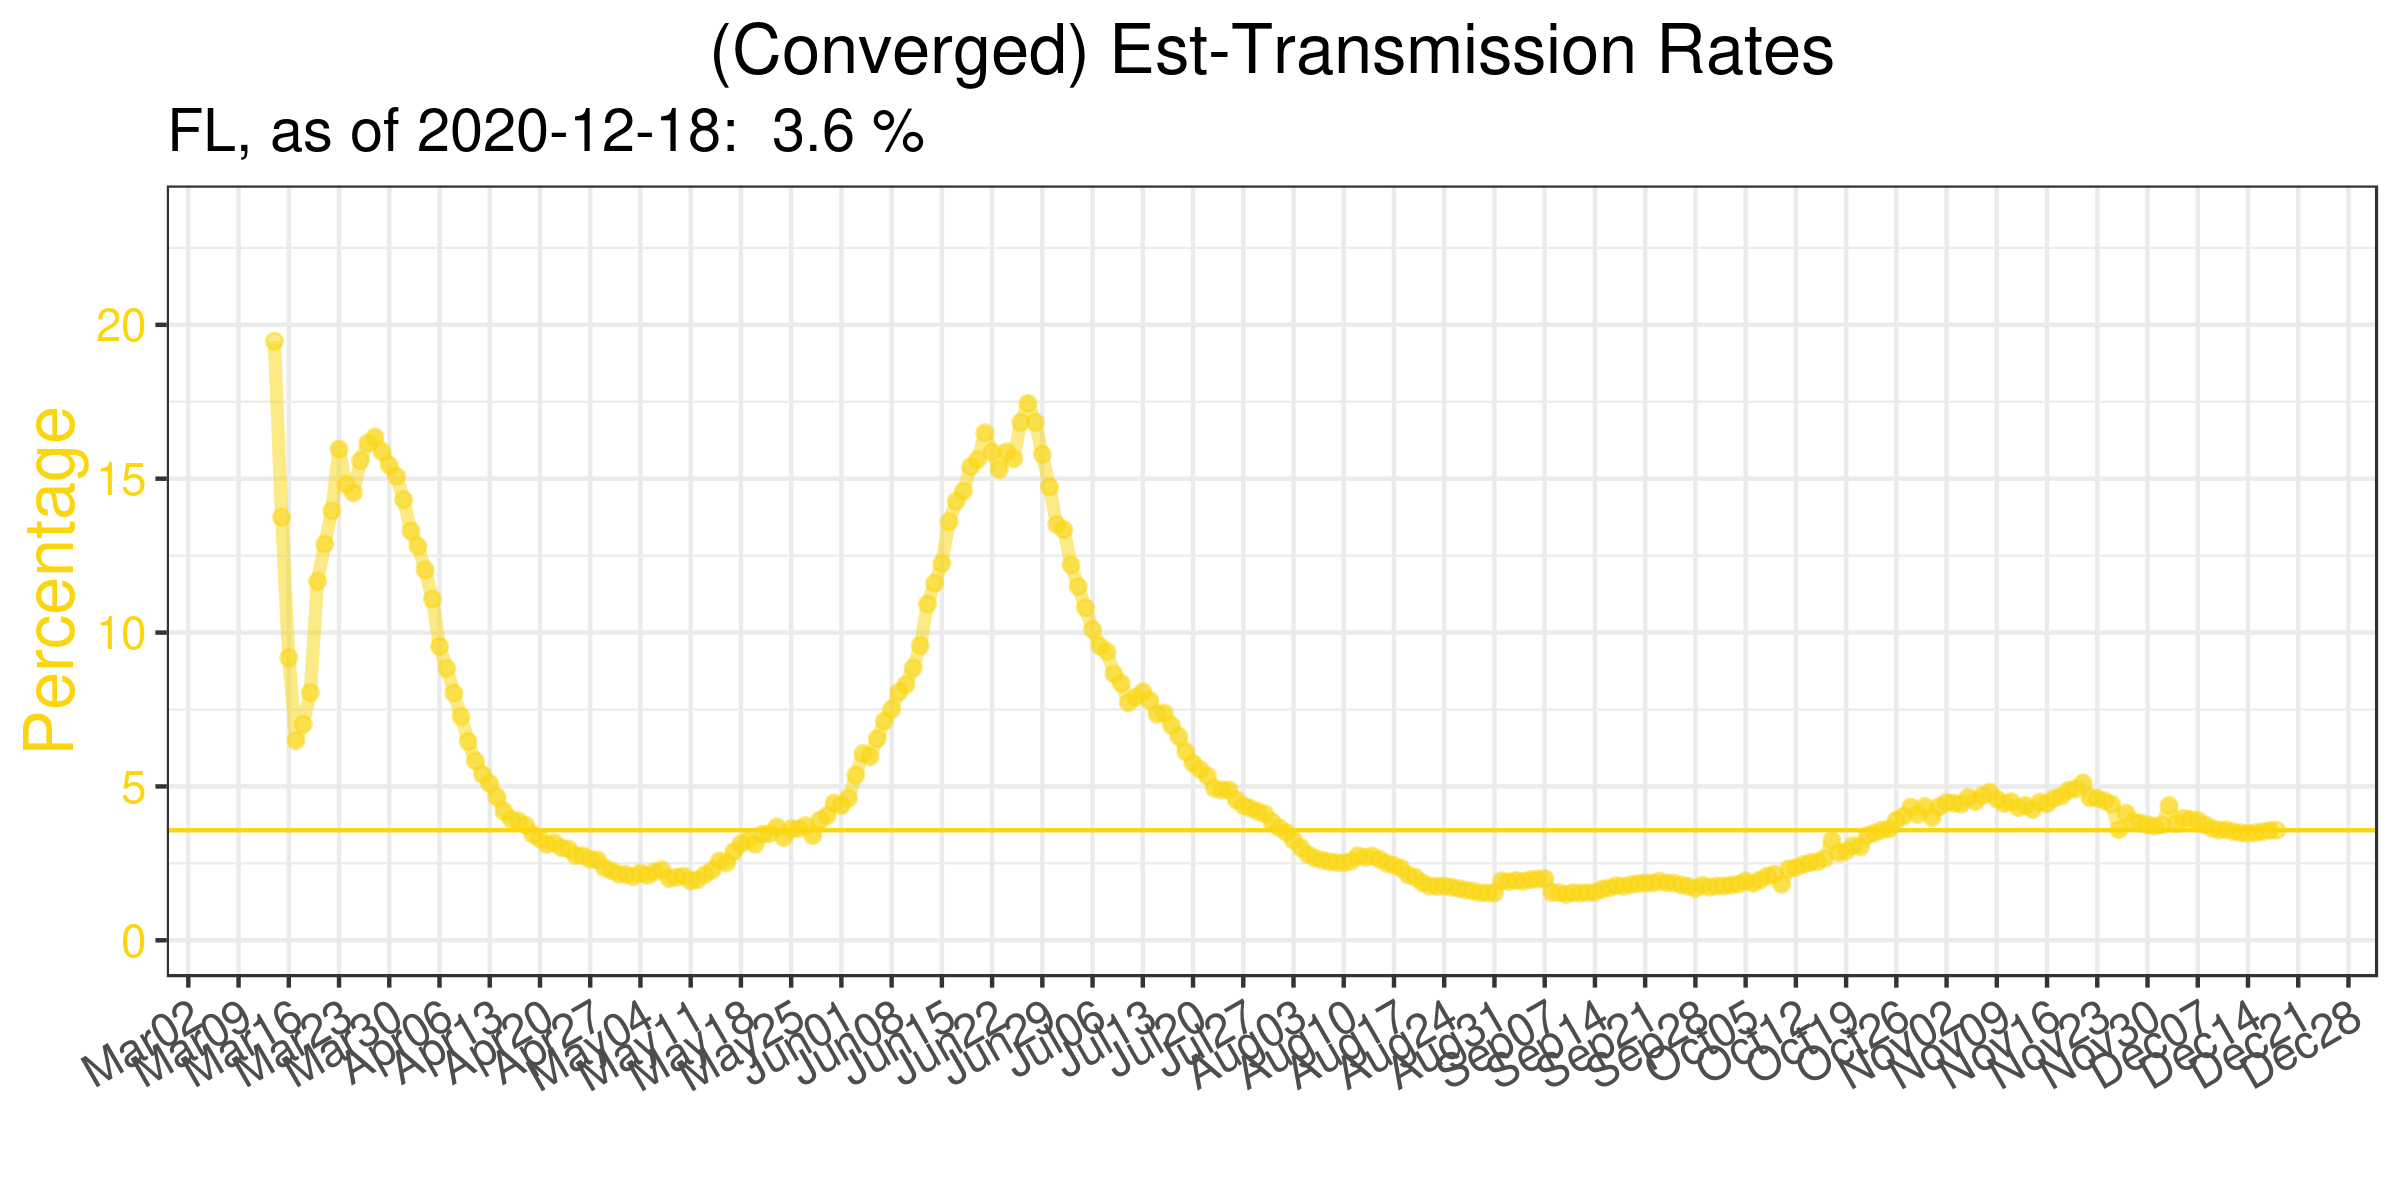 (Converged) Est-Transmission Rates
FL, as of 2020-12-18:  3.6 %
Percentage
20
15
10
5
0
Mar02
Mar09
Mar16
Mar23
Mar30
Apr06
Apr13
Apr20
Apr27
May04
May11
May18
May25
Jun01
Jun08
Jun15
Jun22
Jun29
Jul06
Jul13
Jul20
Jul27
Aug03
Aug10
Aug17
Aug24
Aug31
Sep07
Sep14
Sep21
Sep28
Oct05
Oct12
Oct19
Oct26
Nov02
Nov09
Nov16
Nov23
Nov30
Dec07
Dec14
Dec21
Dec28